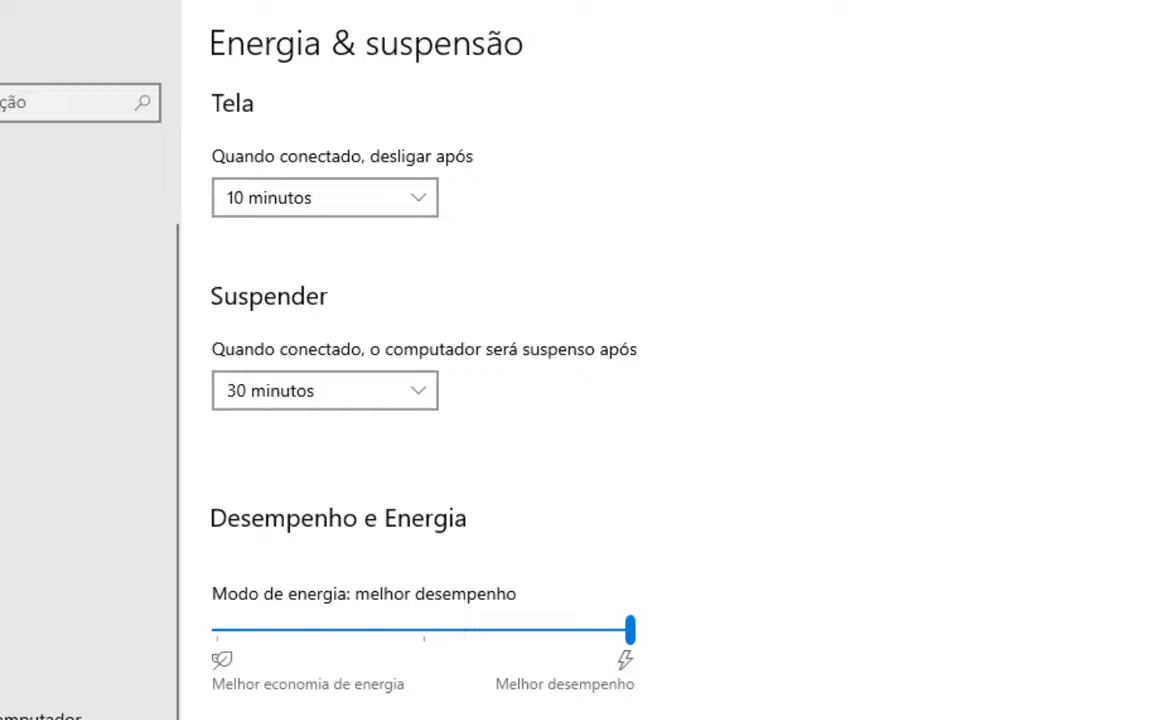 Energia & suspensão
ção
Tela
Quando conectado, desligar após
10 minutos
Suspender
Quando conectado, o computador será suspenso após
30 minutos
Desempenho e Energia
Modo de energia: melhor desempenho
Melhor economia de energia
Melhor desempenho